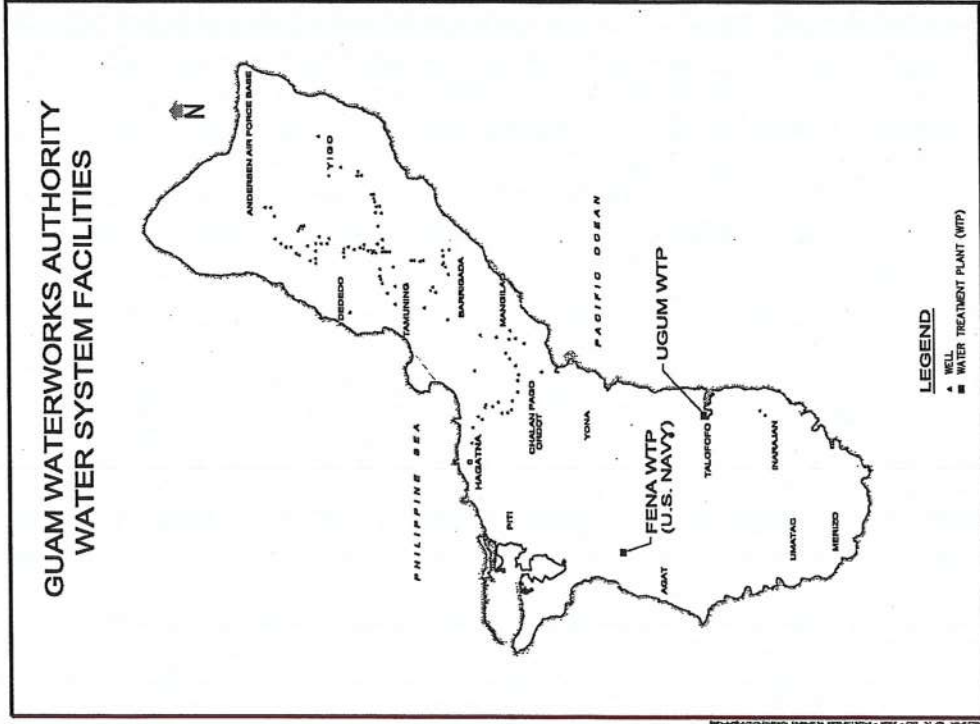 GUAM WATERWORKS AUTHORITY
WATER SYSTEM FACILITIES
N
ANDERSEN AIR FORCE BASE
YIGO
DEDEDO
TAMUNING
BARRIGADA
MANGILAO
PHILIPPINE SEA
HAGATNA
CHALAN PAGO
ORDOT
PACIFIC OCEAN
YONA
PITI
FENA WTP
(U.S. NAVY)
UGUM WTP
AGAT
TALOFOFO
INARAJAN
UMATAC
MERIZO
LEGEND
WELL
WATER TREATMENT PLANT (WTP)